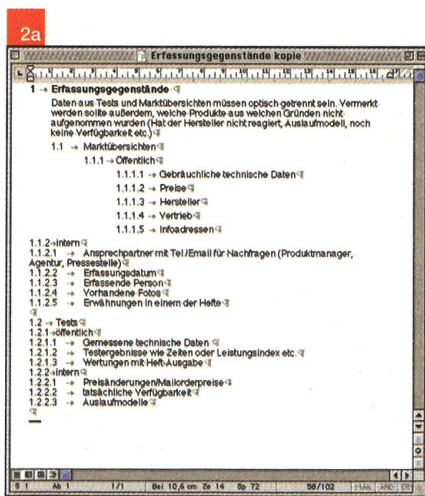 2a
Erfassungsgegenstände kopie
1 → Erfassungsgegenstände¶
Daten aus Tests und Marktübersichten müssen optisch getrennt sein. Vermerkt
werden sollte außerdem, welche Produkte aus welchen Gründen nicht
aufgenommen wurden (Hat der Hersteller nicht reagiert, Auslaufmodell, noch
keine Verfügbarkeit etc.)¶
1.1 → Marktübersichten¶
1.1.1 → Öffentlich¶
1.1.1.1 → Gebräuchliche technische Daten¶
1.1.1.2 → Preise¶
1.1.1.3 → Hersteller¶
1.1.1.4 → Vertrieb¶
1.1.1.5 → Infoadressen¶
1.1.2→intern¶
1.1.2.1 → Ansprechpartner mit Tel./Email für Nachfragen (Produktmanager,
Agentur, Pressestelle)¶
1.1.2.2 → Erfassungsdatum¶
1.1.2.3 → Erfassende Person¶
1.1.2.4 → Vorhandene Fotos¶
1.1.2.5 → Erwähnungen in einem der Hefte¶
¶
1.2 → Tests¶
1.2.1→öffentlich¶
1.2.1.1 → Gemessene technische Daten¶
1.2.1.2 → Testergebnisse wie Zeiten oder Leistungsindex etc.¶
1.2.1.3 → Wertungen mit Heft-Ausgabe¶
1.2.2→intern¶
1.2.2.1 → Preisänderungen/Mailorderpreise¶
1.2.2.2 → tatsächliche Verfügbarkeit¶
1.2.2.3 → Auslaufmodelle¶
¶
S 1 Ab 1 1/1 Bei 10,6 cm Ze 14 Sp 72 58/102 MAK ÄND